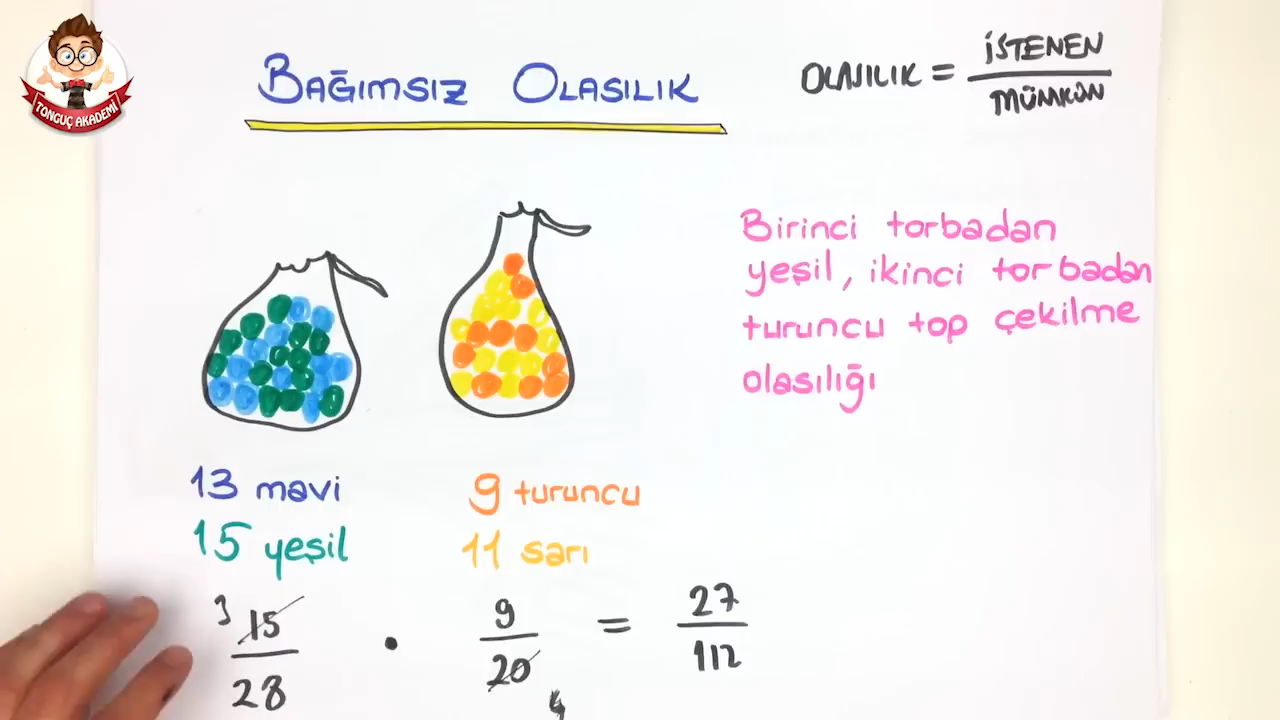 TONGUÇ AKADEMİ
BAĞIMSIZ OLASILIK
OLASILIK = İSTENEN / MÜMKÜN
Birinci torbadan
yeşil, ikinci torbadan
turuncu top çekilme
olasılığı
13 mavi
15 yeşil
9 turuncu
11 sarı
3 15/28 · 9/20 4 = 27/112